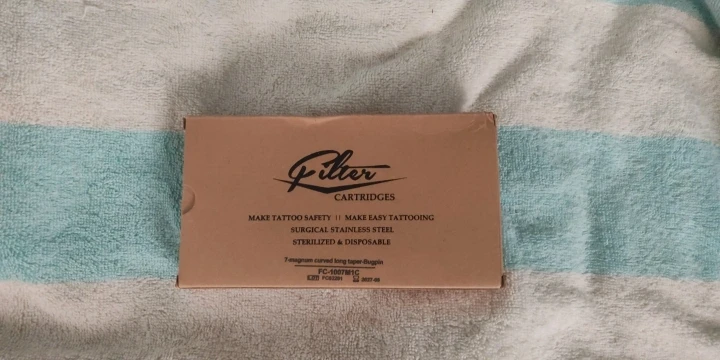 Filter
CARTRIDGES
MAKE TATTOO SAFETY || MAKE EASY TATTOOING
SURGICAL STAINLESS STEEL
STERILIZED & DISPOSABLE
7-magnum curved long taper-Bugpin
FC-1007M1C